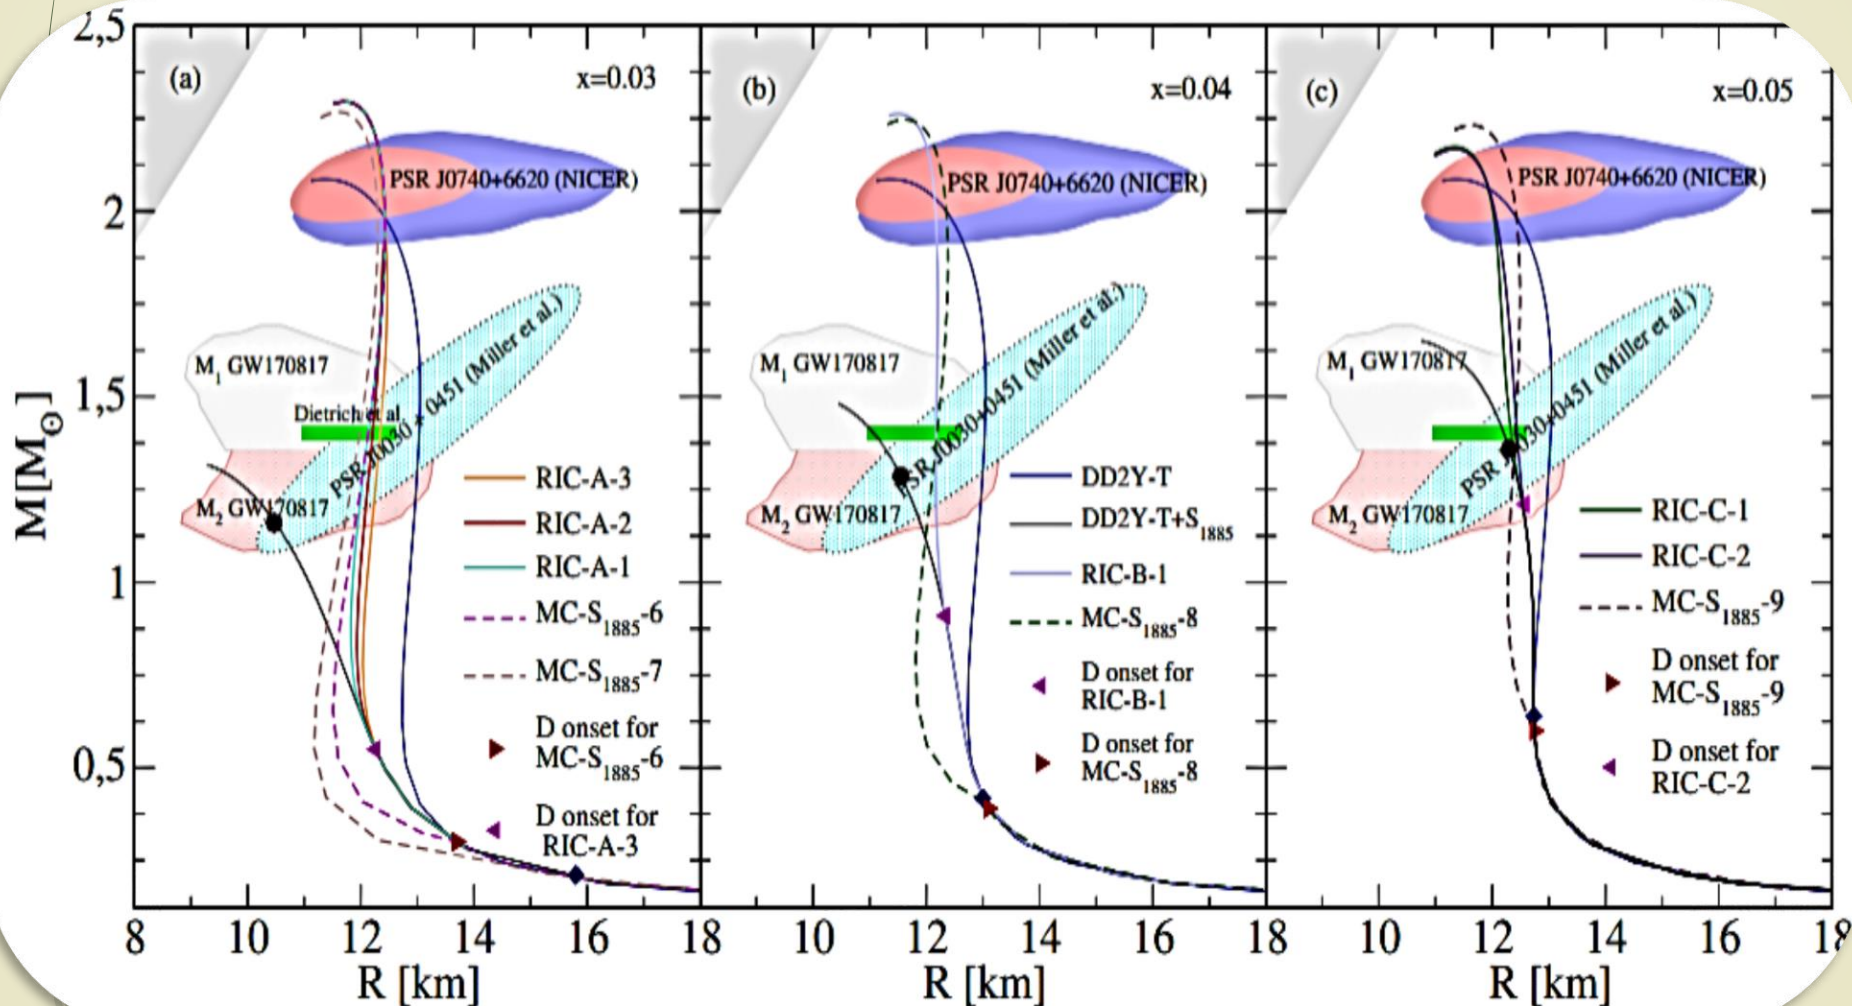 2,5
2
1,5
1
0,5
M[M⊙]
(a)
x=0.03
PSR J0740+6620 (NICER)
M1 GW170817
Dietrich et al.
PSR J0030+0451 (Miller et al.)
M2 GW170817
RIC-A-3
RIC-A-2
RIC-A-1
MC-S1885-6
MC-S1885-7
D onset for
MC-S1885-6
D onset for
RIC-A-3
8 10 12 14 16 18
R [km]
(b)
x=0.04
PSR J0740+6620 (NICER)
M1 GW170817
PSR J0030+0451 (Miller et al.)
M2 GW170817
DD2Y-T
DD2Y-T+S1885
RIC-B-1
MC-S1885-8
D onset for
RIC-B-1
D onset for
MC-S1885-8
10 12 14 16 18
R [km]
(c)
x=0.05
PSR J0740+6620 (NICER)
M1 GW170817
PSR J0030+0451 (Miller et al.)
M2 GW170817
RIC-C-1
RIC-C-2
MC-S1885-9
D onset for
MC-S1885-9
D onset for
RIC-C-2
10 12 14 16 18
R [km]